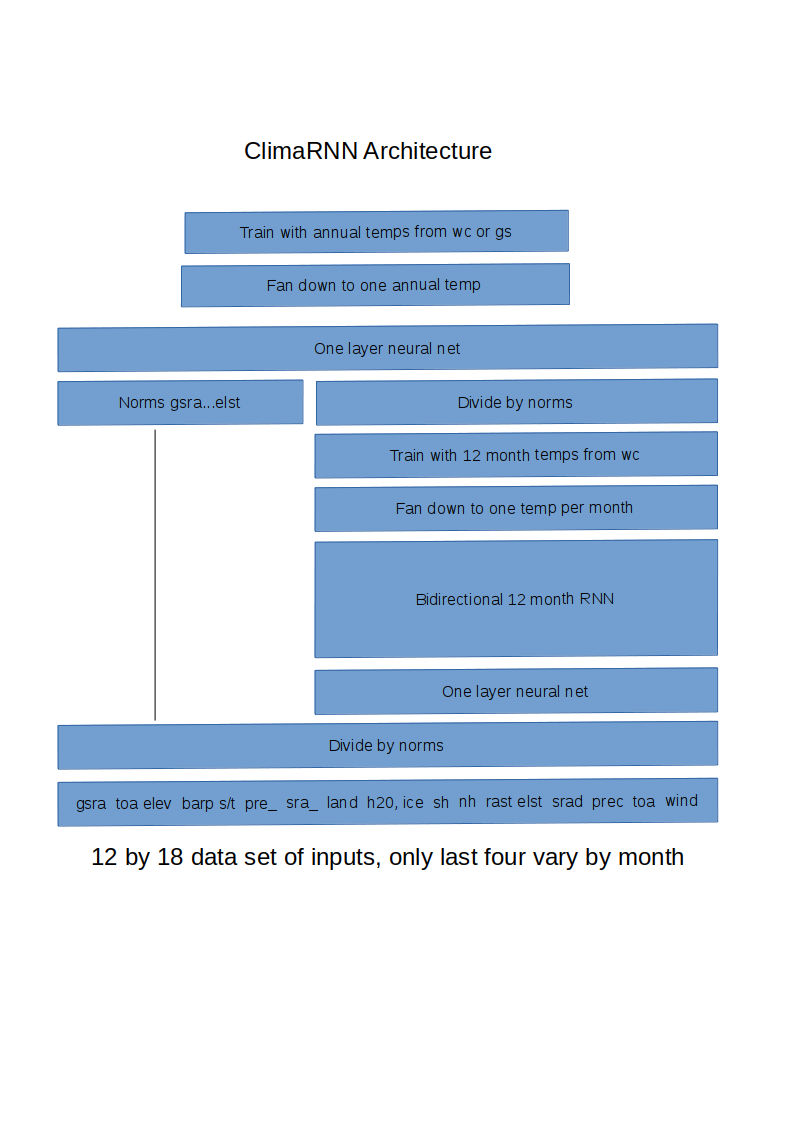 ClimaRNN Architecture
Train with annual temps from wc or gs
Fan down to one annual temp
One layer neural net
Norms gsra...elst
Divide by norms
Train with 12 month temps from wc
Fan down to one temp per month
Bidirectional 12 month RNN
One layer neural net
Divide by norms
gsra toa elev barp s/t pre_ sra_ land h20, ice sh nh rast elst srad prec toa wind
12 by 18 data set of inputs, only last four vary by month